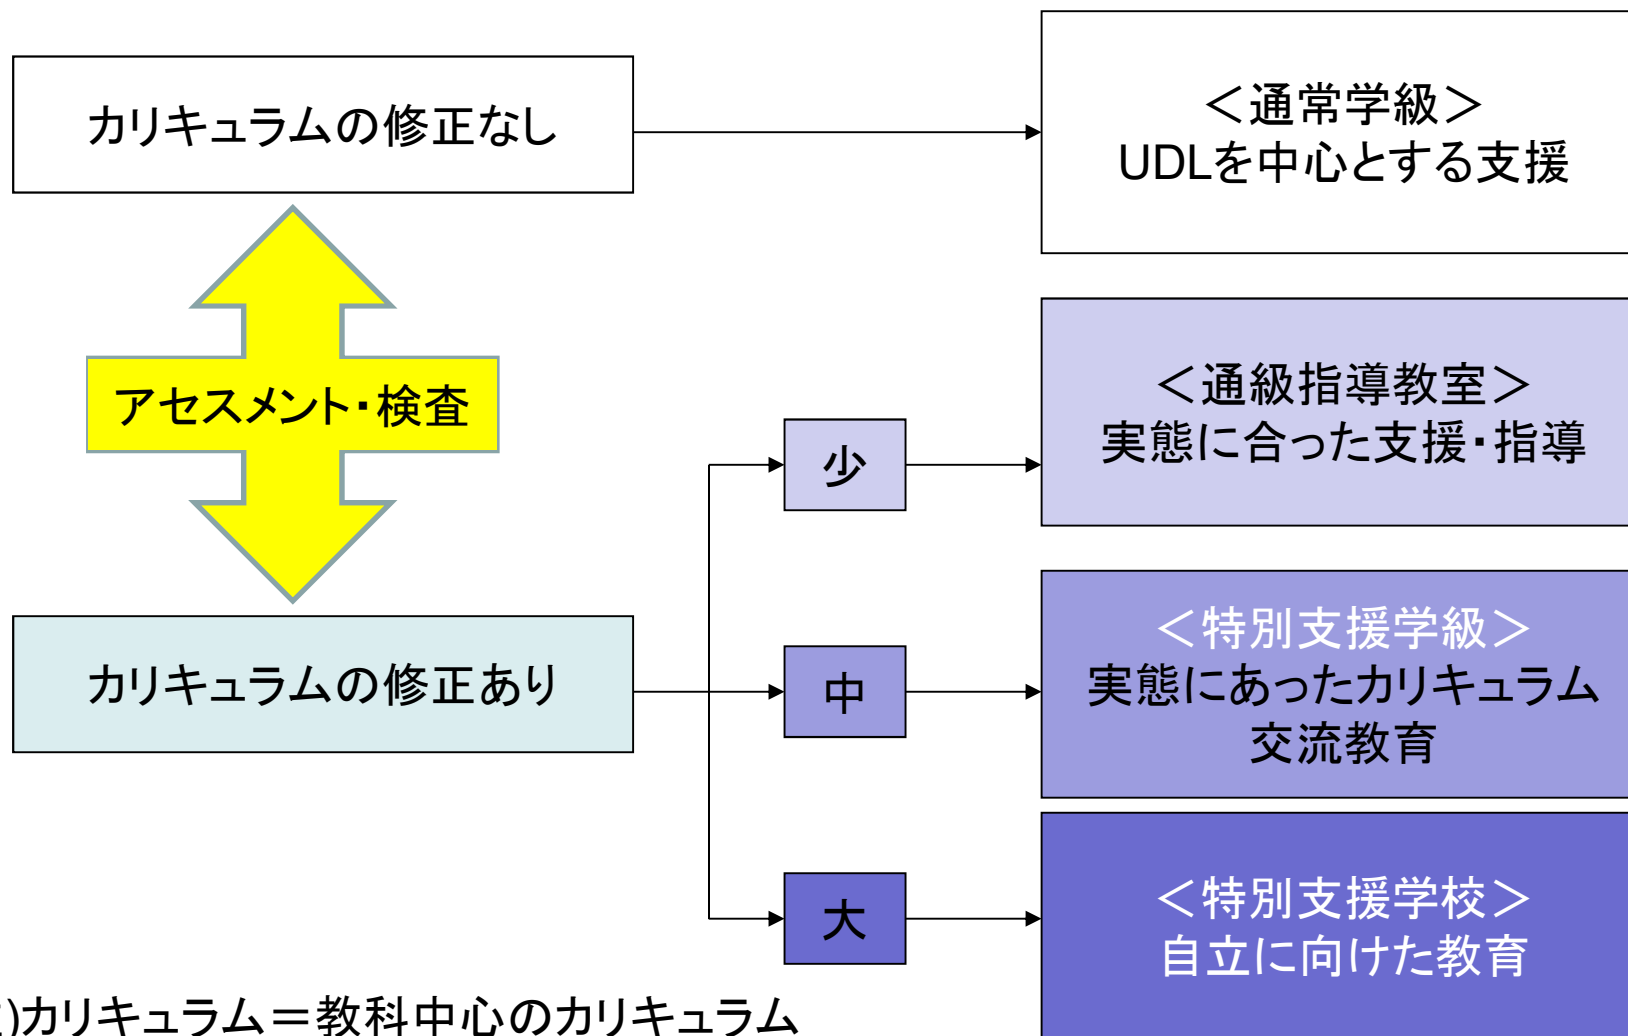 カリキュラムの修正なし
＜通常学級＞
UDLを中心とする支援
アセスメント・検査
＜通級指導教室＞
実態に合った支援・指導
少
＜特別支援学級＞
実態にあったカリキュラム
交流教育
中
カリキュラムの修正あり
＜特別支援学校＞
自立に向けた教育
大
)カリキュラム＝教科中心のカリキュラム